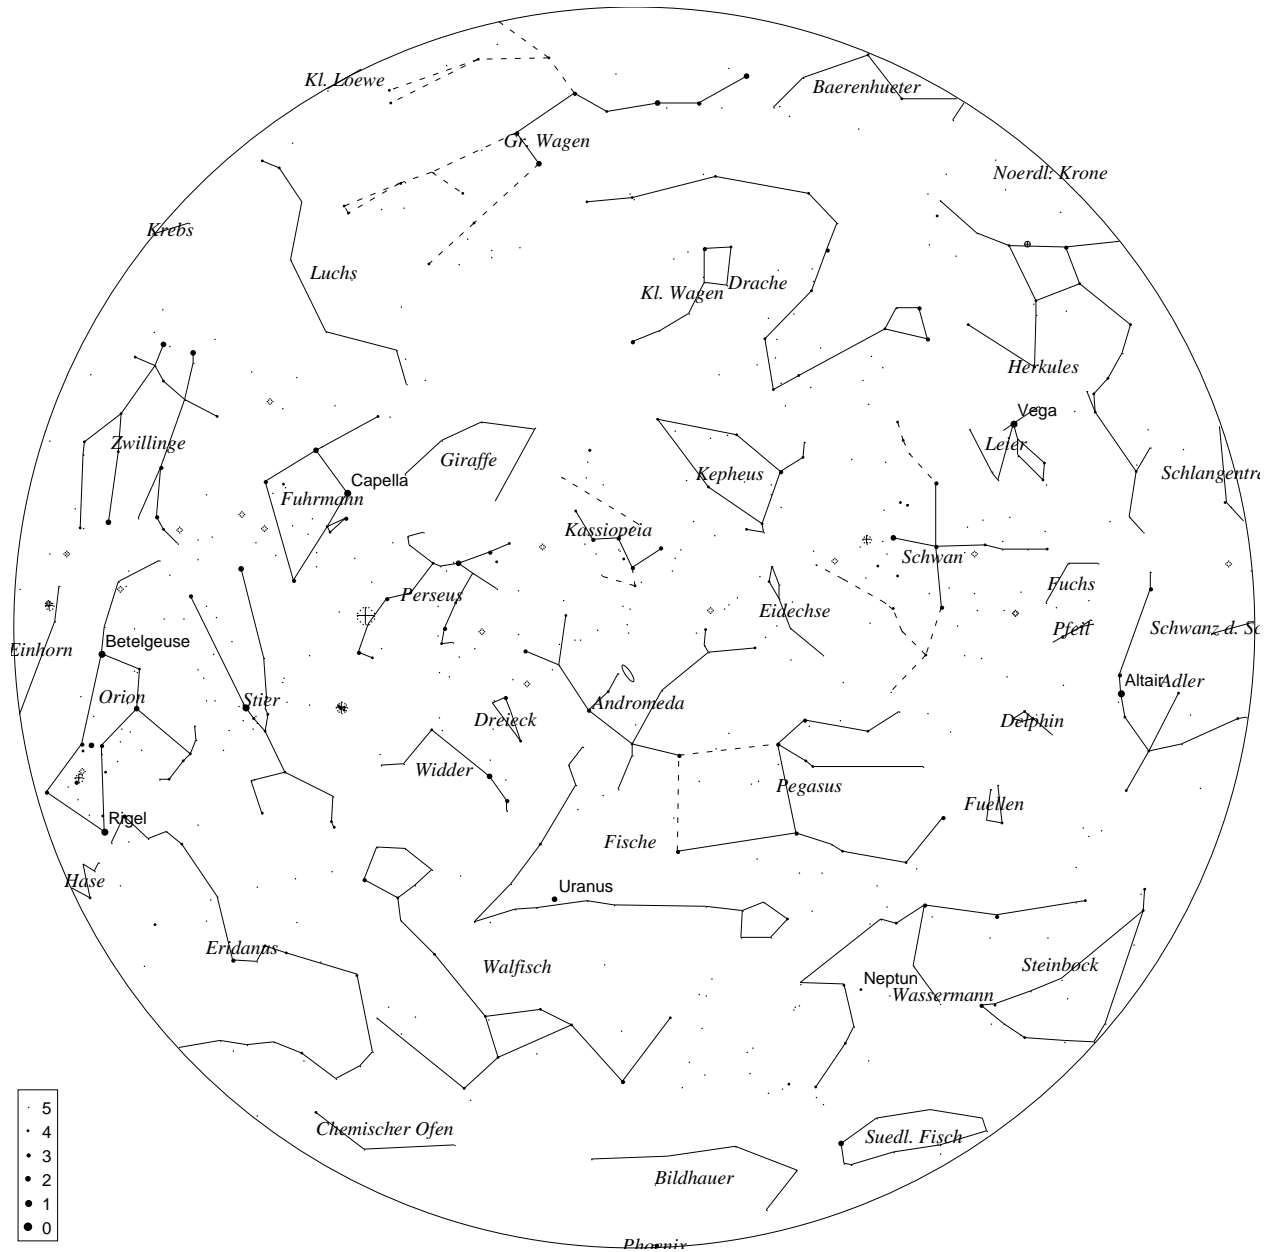 Kl. Loewe
Baerenhueter
Gr. Wagen
Noerdl. Krone
Krebs
Luchs
Kl. Wagen
Drache
Herkules
Vega
Leier
Zwillinge
Giraffe
Kepheus
Schlangentr
Capella
Fuhrmann
Kassiopeia
Schwan
Fuchs
Perseus
Eidechse
Pfeil
Schwanz d. Sc
Betelgeuse
Einhorn
Orion
Stier
Andromeda
Altair
Adler
Dreieck
Delphin
Widder
Pegasus
Fuellen
Rigel
Fische
Hase
Uranus
Eridanus
Walfisch
Steinbock
Neptun
Wassermann
Chemischer Ofen
Suedl. Fisch
Bildhauer
Phoenix
5
4
3
2
1
0